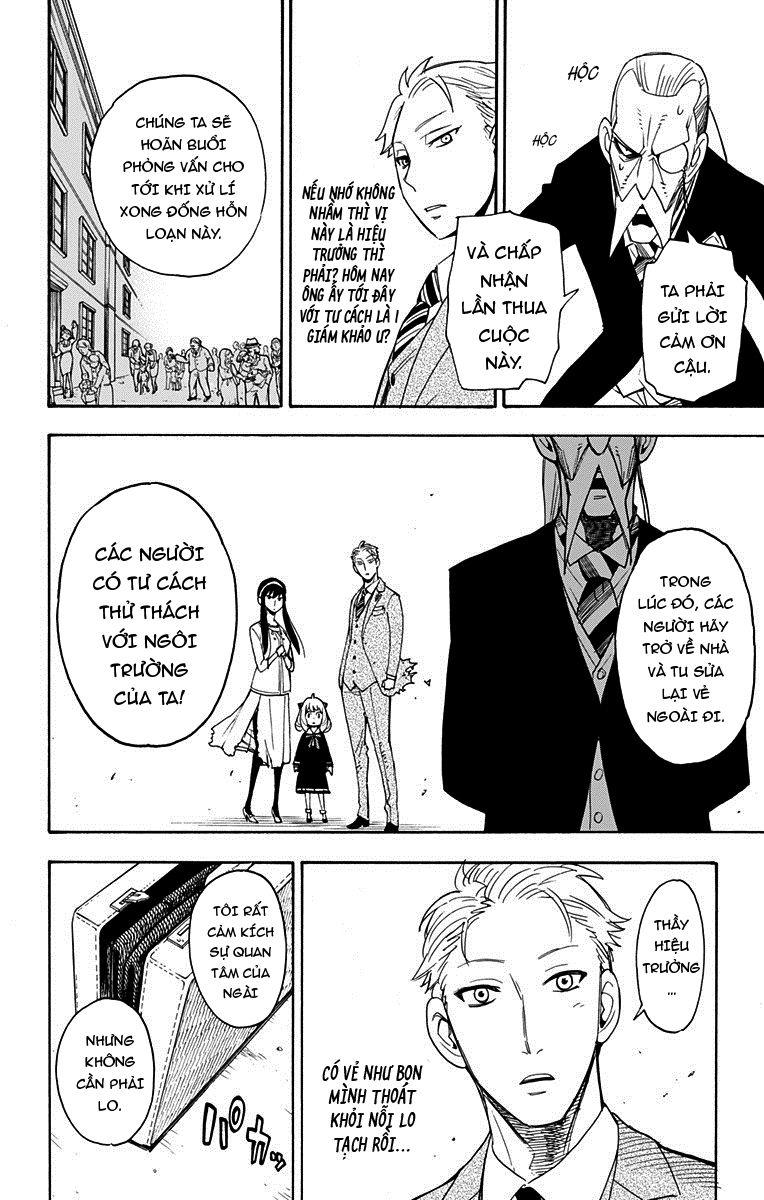 HỘC
HỘC
TA PHẢI
GỬI LỜI
CẢM ƠN
CẬU.
VÀ CHẤP
NHẬN
LẦN THUA
CUỘC
NÀY.
NẾU NHỚ KHÔNG
NHẦM THÌ VỊ
NÀY LÀ HIỆU
TRƯỞNG THÌ
PHẢI? HÔM NAY
ÔNG ẤY TỚI ĐÂY
VỚI TƯ CÁCH LÀ 1
GIÁM KHẢO Ư?
CHÚNG TA SẼ
HOÃN BUỔI
PHỎNG VẤN CHO
TỚI KHI XỬ LÍ
XONG ĐỐNG HỖN
LOẠN NÀY.
TRONG
LÚC ĐÓ, CÁC
NGƯƠI HÃY
TRỞ VỀ NHÀ
VÀ TU SỬA
LẠI VẺ
NGOÀI ĐI.
CÁC NGƯƠI
CÓ TƯ CÁCH
THỬ THÁCH
VỚI NGÔI
TRƯỜNG
CỦA TA!
THẦY
HIỆU
TRƯỞNG
...
CÓ VẺ NHƯ BỌN
MÌNH THOÁT
KHỎI NỖI LO
TẠCH RỒI...
TÔI RẤT
CẢM KÍCH
SỰ QUAN
TÂM CỦA
NGÀI
NHƯNG
KHÔNG
CẦN PHẢI
LO.
パカッ